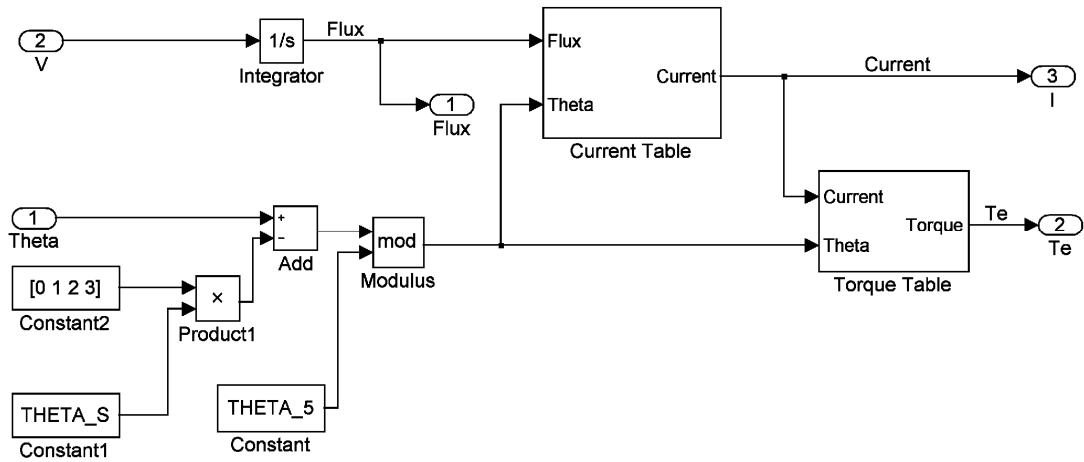 2
V
1/s
Integrator
Flux
1
Flux
Flux
Theta
Current
Current Table
Current
3
I
1
Theta
+
−
Add
mod
Modulus
[0 1 2 3]
Constant2
×
Product1
THETA_S
Constant1
THETA_5
Constant
Current
Theta
Torque
Torque Table
Te
2
Te